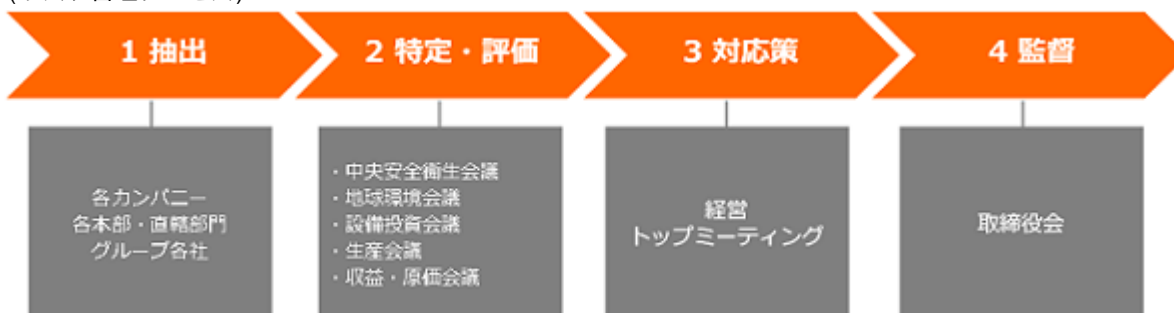 1 抽出
2 特定・評価
3 対応策
4 監督
各カンパニー
各本部・直轄部門
グループ各社
・中央安全衛生会議
・地球環境会議
・設備投資会議
・生産会議
・収益・原価会議
経営
トップミーティング
取締役会